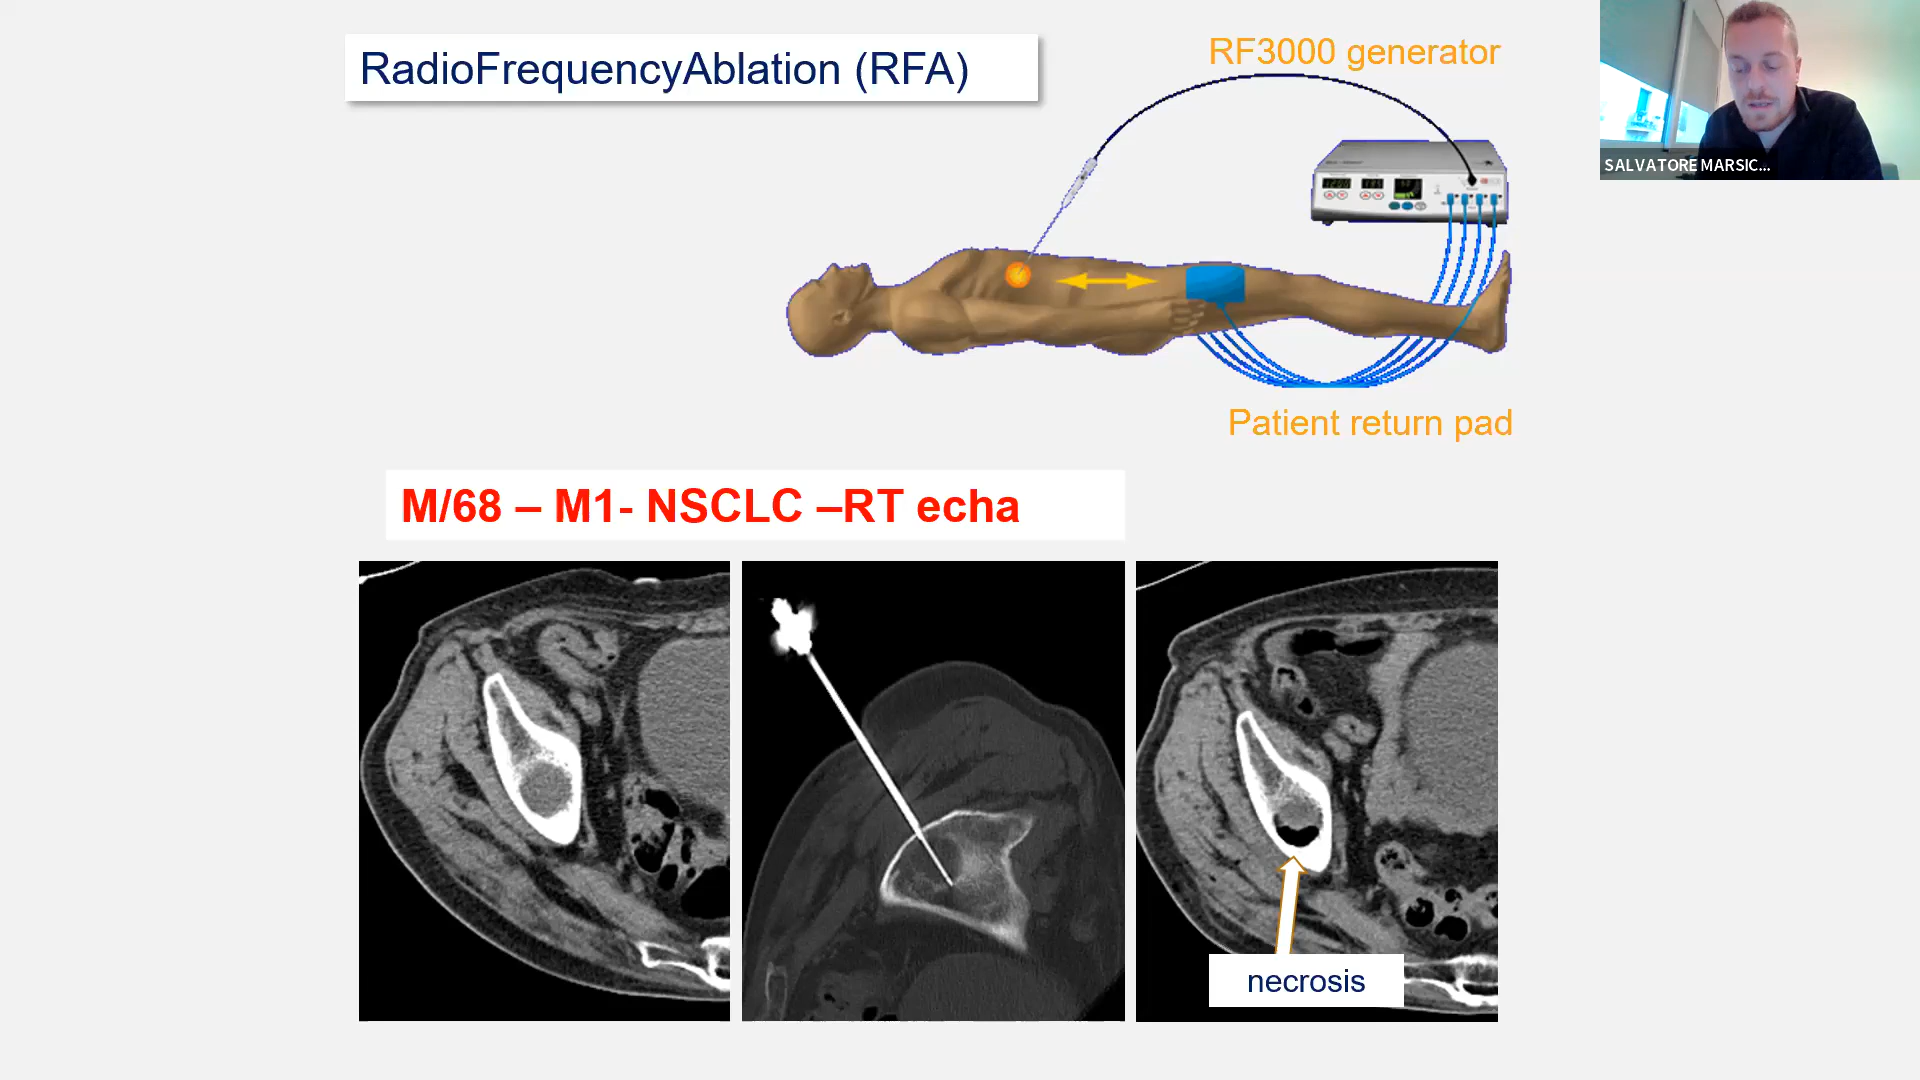 RadioFrequencyAblation (RFA)
RF3000 generator
SALVATORE MARSIC...
Patient return pad
M/68 – M1- NSCLC –RT echa
necrosis